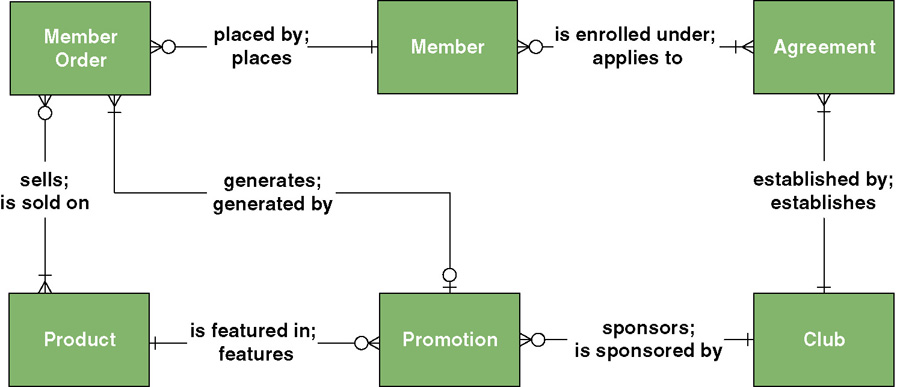 Member
Order
placed by;
places
Member
is enrolled under;
applies to
Agreement
sells;
is sold on
generates;
generated by
established by;
establishes
Product
is featured in;
features
Promotion
sponsors;
is sponsored by
Club